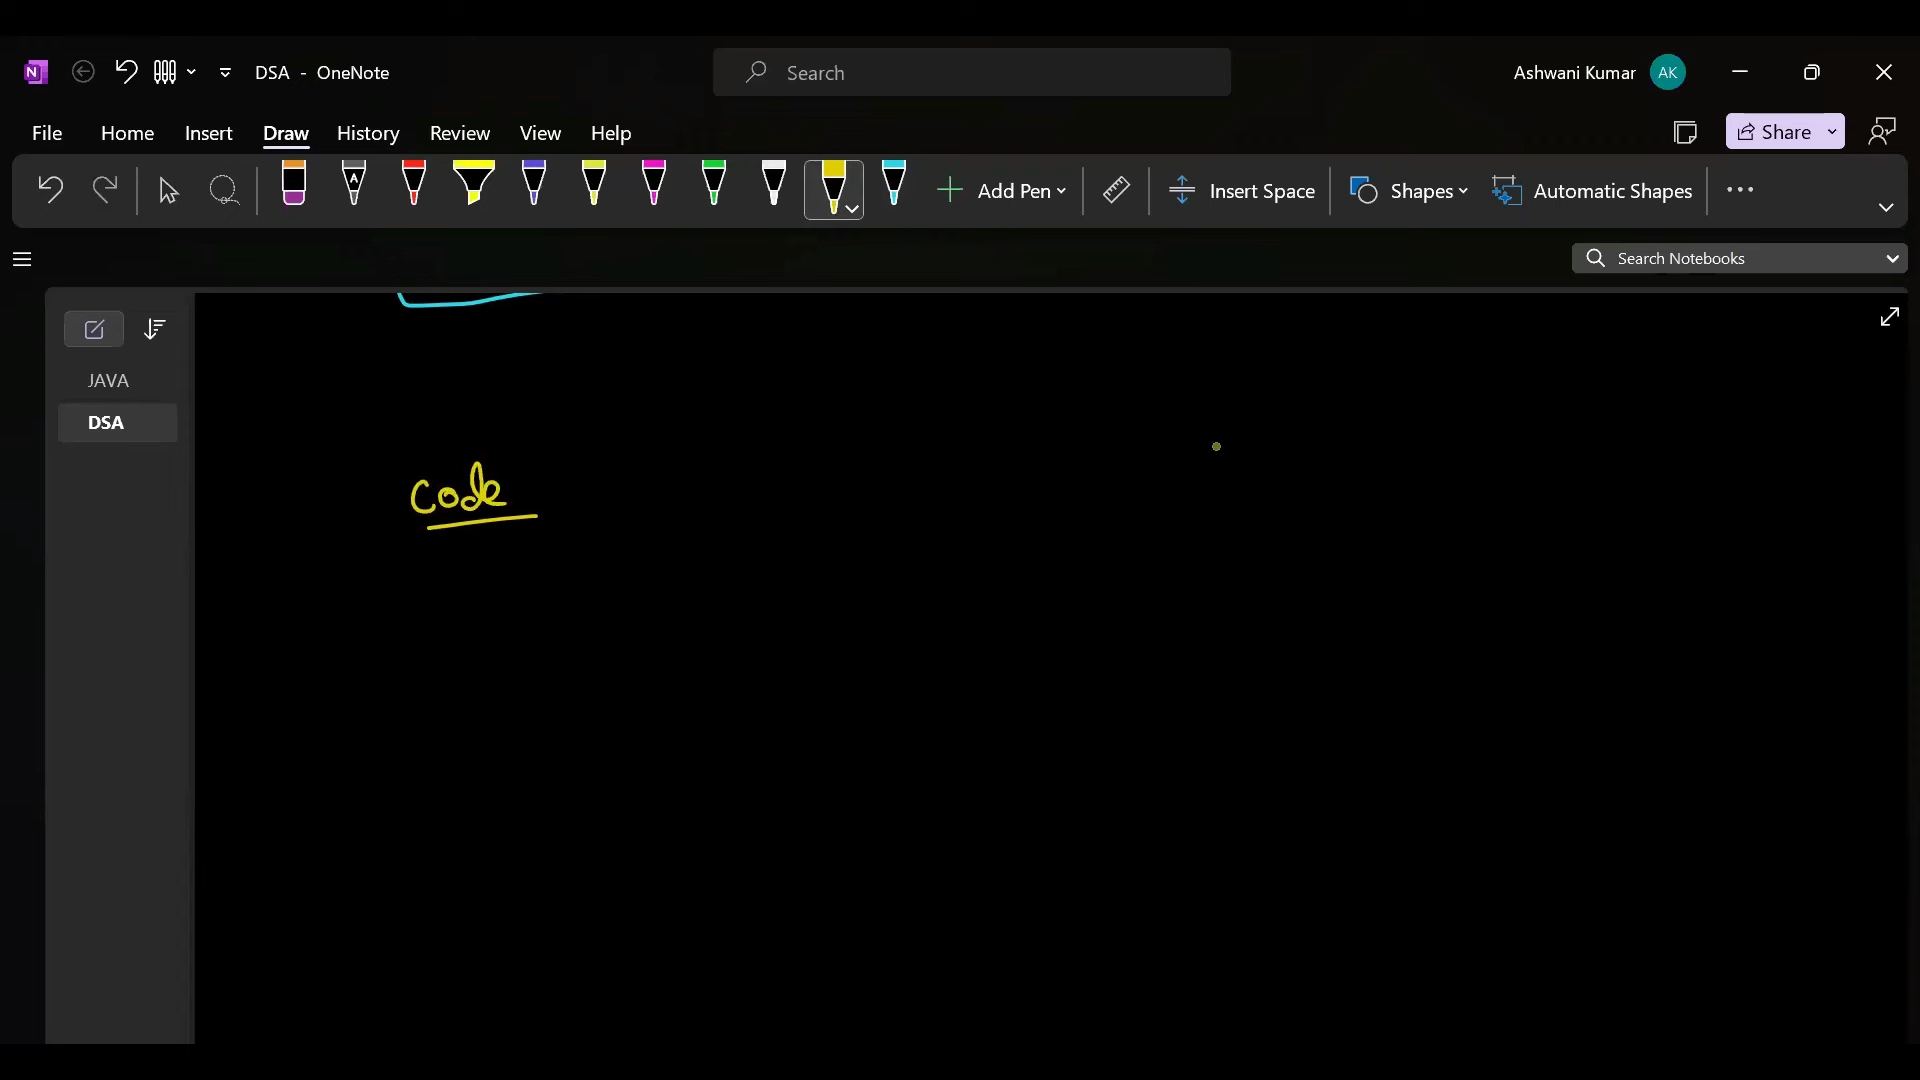 DSA - OneNote
Search
Ashwani Kumar
AK
File Home Insert Draw History Review View Help
Share
Add Pen
Insert Space
Shapes
Automatic Shapes
Search Notebooks
JAVA
DSA
Code